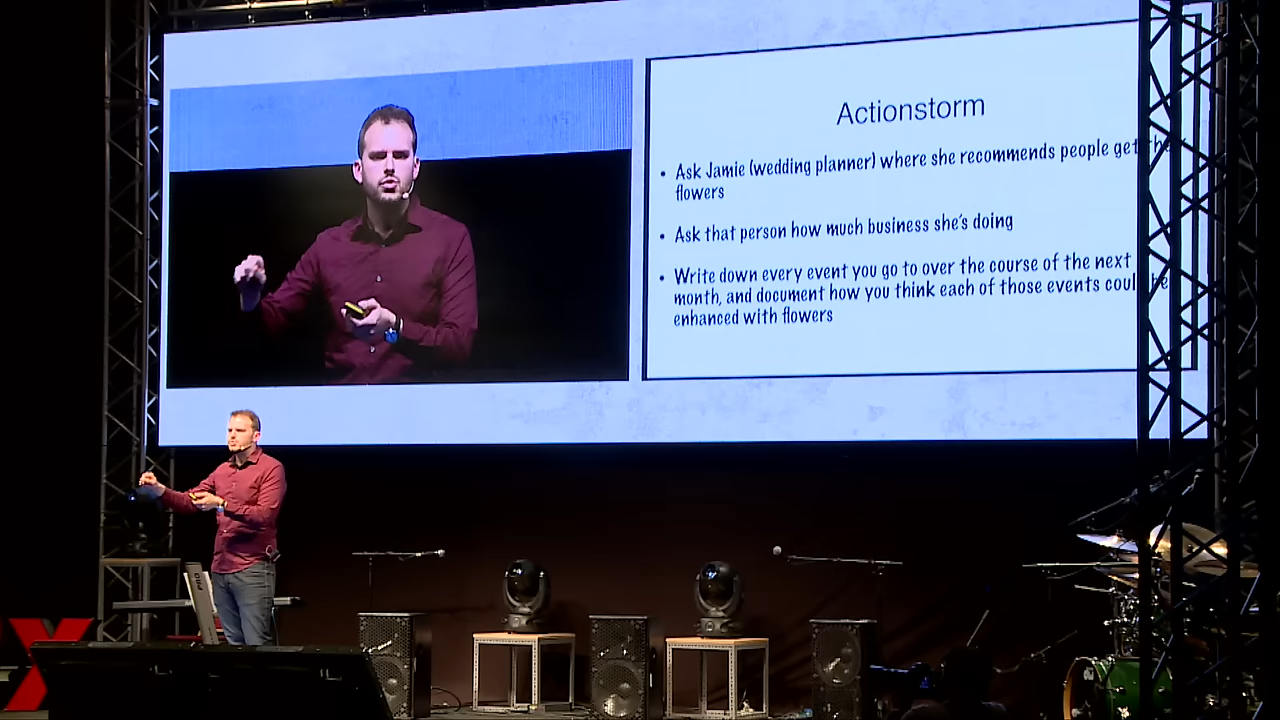 Actionstorm
• Ask Jamie (wedding planner) where she recommends people get
flowers
• Ask that person how much business she's doing
• Write down every event you go to over the course of the next
month, and document how you think each of those events could be
enhanced with flowers
PRO
X